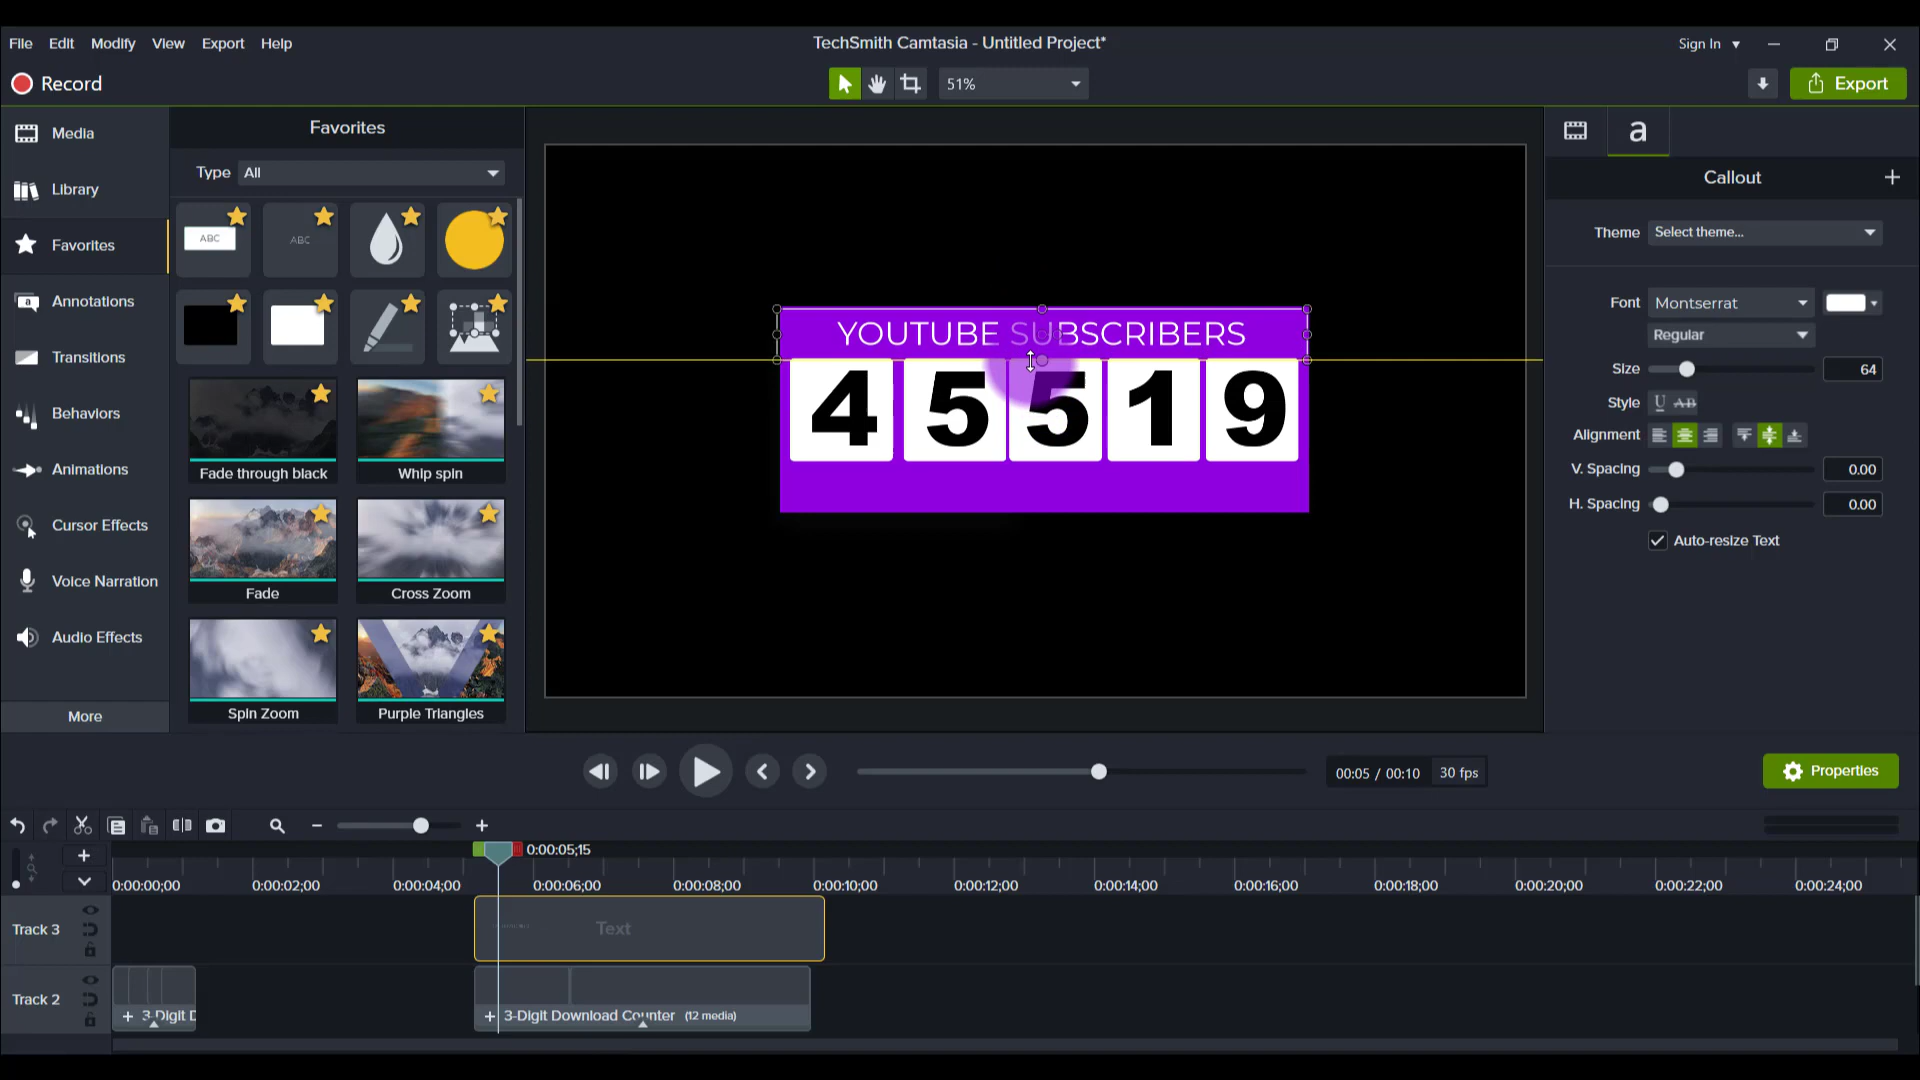 File Edit Modify View Export Help
TechSmith Camtasia - Untitled Project*
Sign In
Record
51%
Export
Media
Library
Favorites
Annotations
Transitions
Behaviors
Animations
Cursor Effects
Voice Narration
Audio Effects
More
Favorites
Type All
ABC
ABC
Fade through black
Whip spin
Fade
Cross Zoom
Spin Zoom
Purple Triangles
YOUTUBE SUBSCRIBERS
4 5 5 1 9
a
Callout
Theme Select theme...
Font Montserrat
Regular
Size 64
Style U AB
Alignment
V. Spacing 0.00
H. Spacing 0.00
Auto-resize Text
00:05 / 00:10 30 fps
Properties
0:00:05;15
0:00:00;00 0:00:02;00 0:00:04;00 0:00:06;00 0:00:08;00 0:00:10;00 0:00:12;00 0:00:14;00 0:00:16;00 0:00:18;00 0:00:20;00 0:00:22;00 0:00:24;00
Track 3
Text
Track 2
3-Digit D
3-Digit Download Counter (12 media)